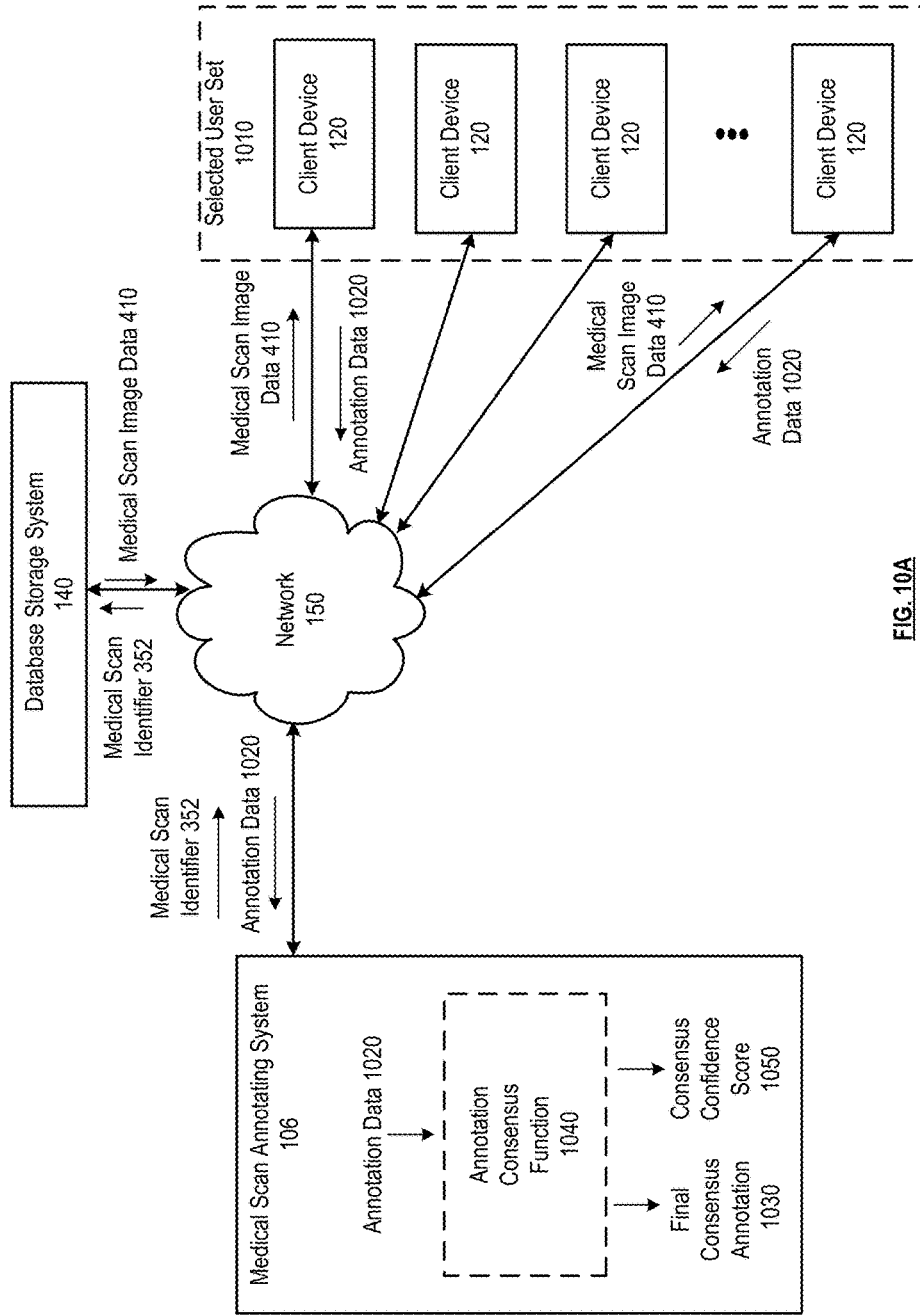 Database Storage System
140
Medical Scan
Identifier 352
Medical Scan Image Data 410
Selected User Set
1010
Client Device
120
Client Device
120
Client Device
120
Client Device
120
Medical Scan Image
Data 410
Annotation Data 1020
Medical
Scan Image
Data 410
Annotation
Data 1020
Network
150
Medical Scan
Identifier 352
Annotation Data 1020
Medical Scan Annotating System
106
Annotation Data 1020
Annotation
Consensus
Function
1040
Final
Consensus
Annotation
1030
Consensus
Confidence
Score
1050
FIG. 10A